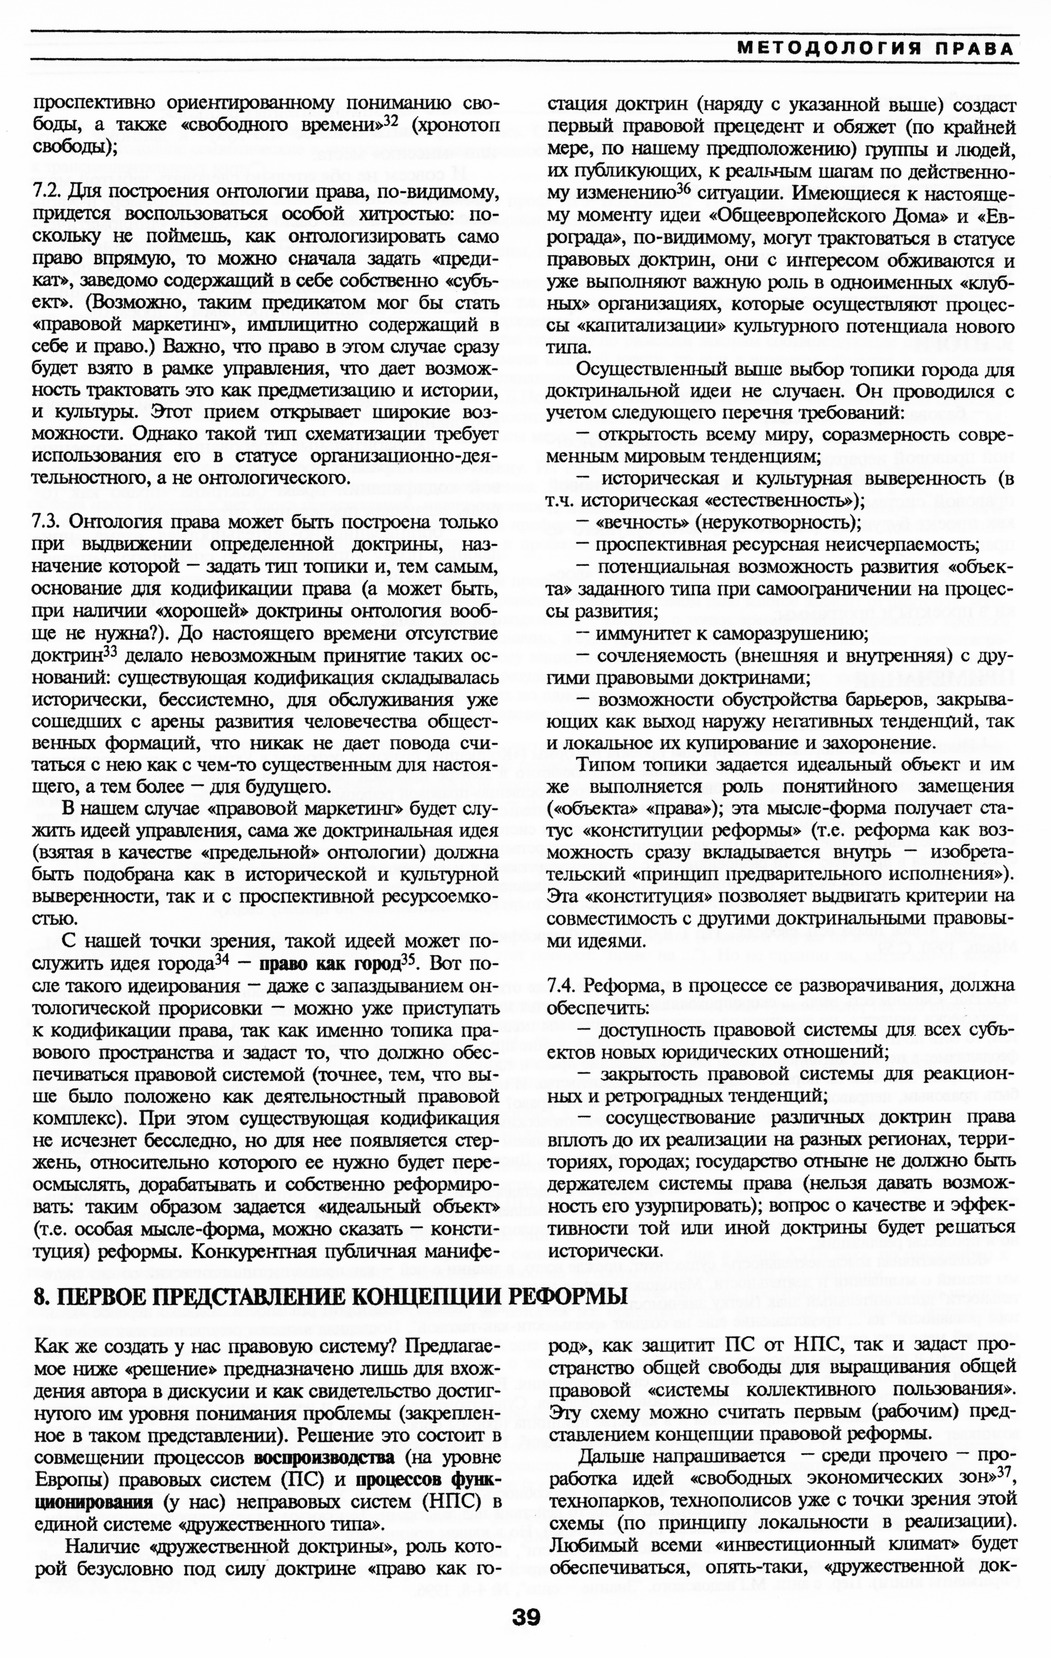 МЕТОДОЛОГИЯ ПРАВА
проспективно ориентированному пониманию сво-
боды, а также «свободного времени»32 (хронотоп
свободы);
7.2. Для построения онтологии права, по-видимому,
придется воспользоваться особой хитростью: по-
скольку не поймешь, как онтологизировать само
право впрямую, то можно сначала задать «преди-
кат», заведомо содержащий в себе собственно «субъ-
ект». (Возможно, таким предикатом мог бы стать
«правовой маркетинг», имплицитно содержащий в
себе и право.) Важно, что право в этом случае сразу
будет взято в рамке управления, что дает возмож-
ность трактовать это как предметизацию и истории,
и культуры. Этот прием открывает широкие воз-
можности. Однако такой тип схематизации требует
использования его в статусе организационно-дея-
тельностного, а не онтологического.
7.3. Онтология права может быть построена только
при выдвижении определенной доктрины, наз-
начение которой — задать тип топики и, тем самым,
основание для кодификации права (а может быть,
при наличии «хорошей» доктрины онтология вооб-
ще не нужна?). До настоящего времени отсутствие
доктрин33 делало невозможным принятие таких ос-
нований: существующая кодификация складывалась
исторически, бессистемно, для обслуживания уже
сошедших с арены развития человечества общест-
венных формаций, что никак не дает повода счи-
таться с нею как с чем-то существенным для настоя-
щего, а тем более — для будущего.
В нашем случае «правовой маркетинг» будет слу-
жить идеей управления, сама же доктринальная идея
(взятая в качестве «предельной» онтологии) должна
быть подобрана как в исторической и культурной
выверенности, так и с проспективной ресурсоемко-
стью.
С нашей точки зрения, такой идеей может по-
служить идея города34 — право как город35. Вот по-
сле такого идеирования — даже с запаздыванием он-
тологической прорисовки — можно уже приступать
к кодификации права, так как именно топика пра-
вового пространства и задаст то, что должно обес-
печиваться правовой системой (точнее, тем, что вы-
ше было положено как деятельностный правовой
комплекс). При этом существующая кодификация
не исчезнет бесследно, но для нее появляется стер-
жень, относительно которого ее нужно будет пере-
осмыслять, дорабатывать и собственно реформиро-
вать: таким образом задается «идеальный объект»
(т.е. особая мысле-форма, можно сказать — консти-
туция) реформы. Конкурентная публичная манифе-
стация доктрин (наряду с указанной выше) создаст
первый правовой прецедент и обяжет (по крайней
мере, по нашему предположению) группы и людей,
их публикующих, к реальным шагам по действенно-
му изменению36 ситуации. Имеющиеся к настояще-
му моменту идеи «Общеевропейского Дома» и «Ев-
рограда», по-видимому, могут трактоваться в статусе
правовых доктрин, они с интересом обживаются и
уже выполняют важную роль в одноименных «клуб-
ных» организациях, которые осуществляют процес-
сы «капитализации» культурного потенциала нового
типа.
Осуществленный выше выбор топики города для
доктринальной идеи не случаен. Он проводился с
учетом следующего перечня требований:
— открытость всему миру, соразмерность совре-
менным мировым тенденциям;
— историческая и культурная выверенность (в
т.ч. историческая «естественность»);
— «вечность» (нерукотворность);
— проспективная ресурсная неисчерпаемость;
— потенциальная возможность развития «объек-
та» заданного типа при самоограничении на процес-
сы развития;
— иммунитет к саморазрушению;
— сочленяемость (внешняя и внутренняя) с дру-
гими правовыми доктринами;
— возможности обустройства барьеров, закрыва-
ющих как выход наружу негативных тенденций, так
и локальное их купирование и захоронение.
Типом топики задается идеальный объект и им
же выполняется роль понятийного замещения
(«объекта» «права»); эта мысле-форма получает ста-
тус «конституции реформы» (т.е. реформа как воз-
можность сразу вкладывается внутрь — изобрета-
тельский «принцип предварительного исполнения»).
Эта «конституция» позволяет выдвигать критерии на
совместимость с другими доктринальными правовы-
ми идеями.
7.4. Реформа, в процессе ее разворачивания, должна
обеспечить:
— доступность правовой системы для всех субъ-
ектов новых юридических отношений;
— закрытость правовой системы для реакцион-
ных и ретроградных тенденций;
— сосуществование различных доктрин права
вплоть до их реализации на разных регионах, терри-
ториях, городах; государство отныне не должно быть
держателем системы права (нельзя давать возмож-
ность его узурпировать); вопрос о качестве и эффек-
тивности той или иной доктрины будет решаться
исторически.
8. ПЕРВОЕ ПРЕДСТАВЛЕНИЕ КОНЦЕПЦИИ РЕФОРМЫ
Как же создать у нас правовую систему? Предлагае-
мое ниже «решение» предназначено лишь для вхож-
дения автора в дискусии и как свидетельство достиг-
нутого им уровня понимания проблемы (закреплен-
ное в таком представлении). Решение это состоит в
совмещении процессов воспроизводства (на уровне
Европы) правовых систем (ПС) и процессов функ-
ционирования (у нас) неправовых систем (НПС) в
единой системе «дружественного типа».
Наличие «дружественной доктрины», роль кото-
рой безусловно под силу доктрине «право как го-
род», как защитит ПС от НПС, так и задаст про-
странство общей свободы для выращивания общей
правовой «системы коллективного пользования».
Эту схему можно считать первым (рабочим) пред-
ставлением концепции правовой реформы.
Дальше напрашивается — среди прочего — про-
работка идей «свободных экономических зон»37,
технопарков, технополисов уже с точки зрения этой
схемы (по принципу локальности в реализации).
Любимый всеми «инвестиционный климат» будет
обеспечиваться, опять-таки, «дружественной док-
39